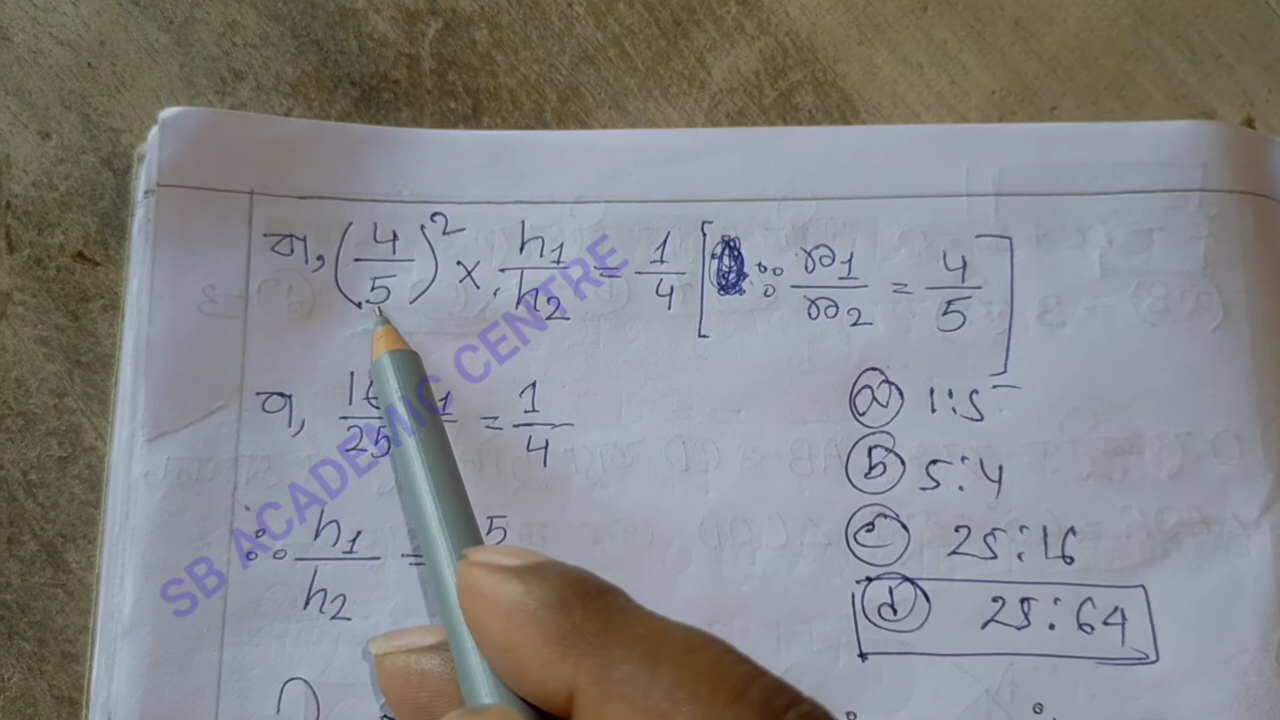 বা, (4/5)² × h₁/h₂ = 1/4 [∵ r₁/r₂ = 4/5]
বা, 16/25 = 1/4
∴ h₁/h₂ = 5
ⓐ 1:5
ⓑ 5:4
ⓒ 25:16
ⓓ 25:64
SB ACADEMIC CENTRE